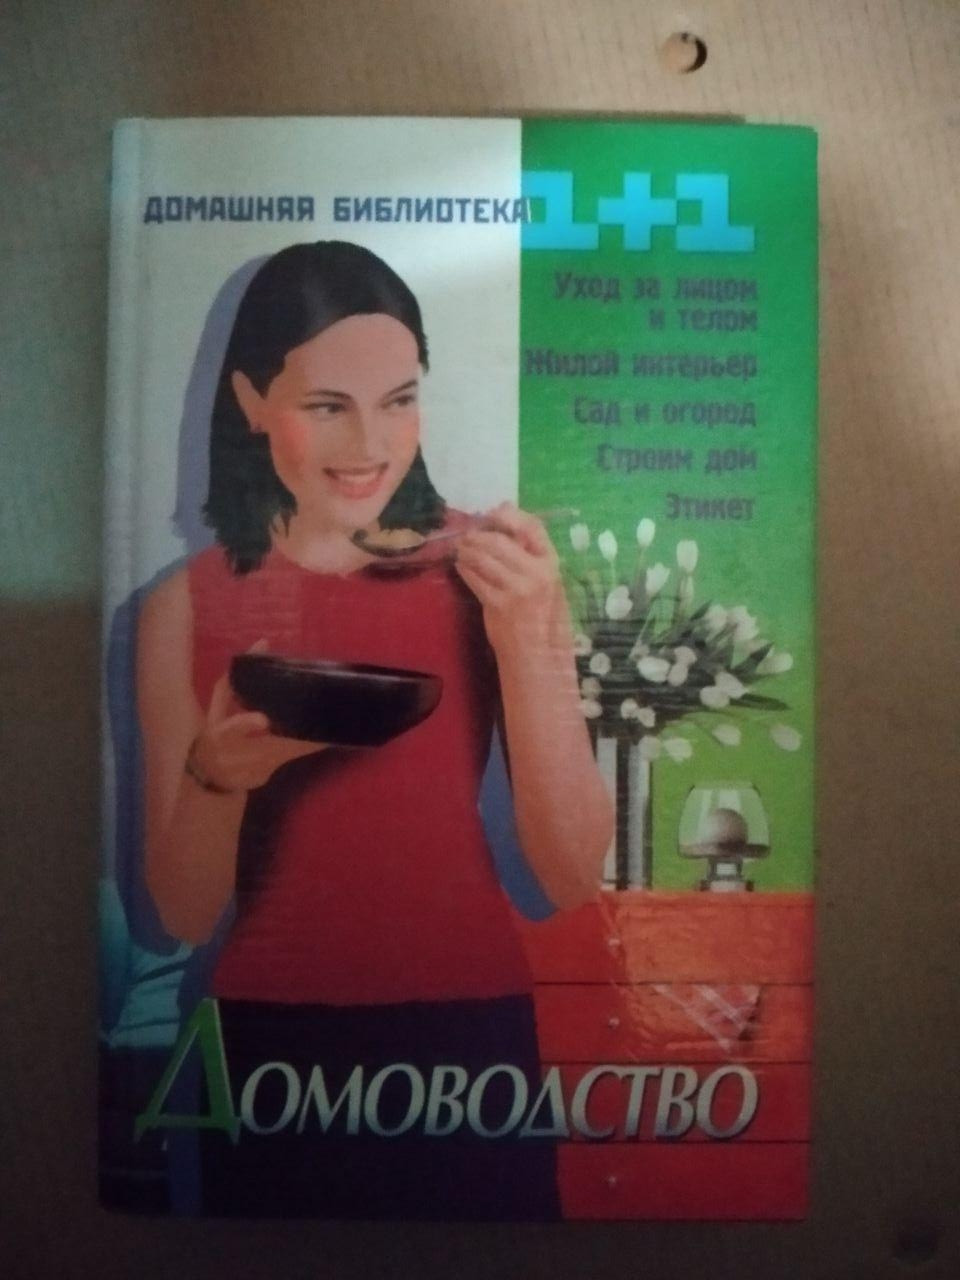 ДОМАШНЯЯ БИБЛИОТЕКА 1+1
Уход за лицом
и телом
Жилой интерьер
Сад и огород
Строим дом
Этикет
ДОМОВОДСТВО